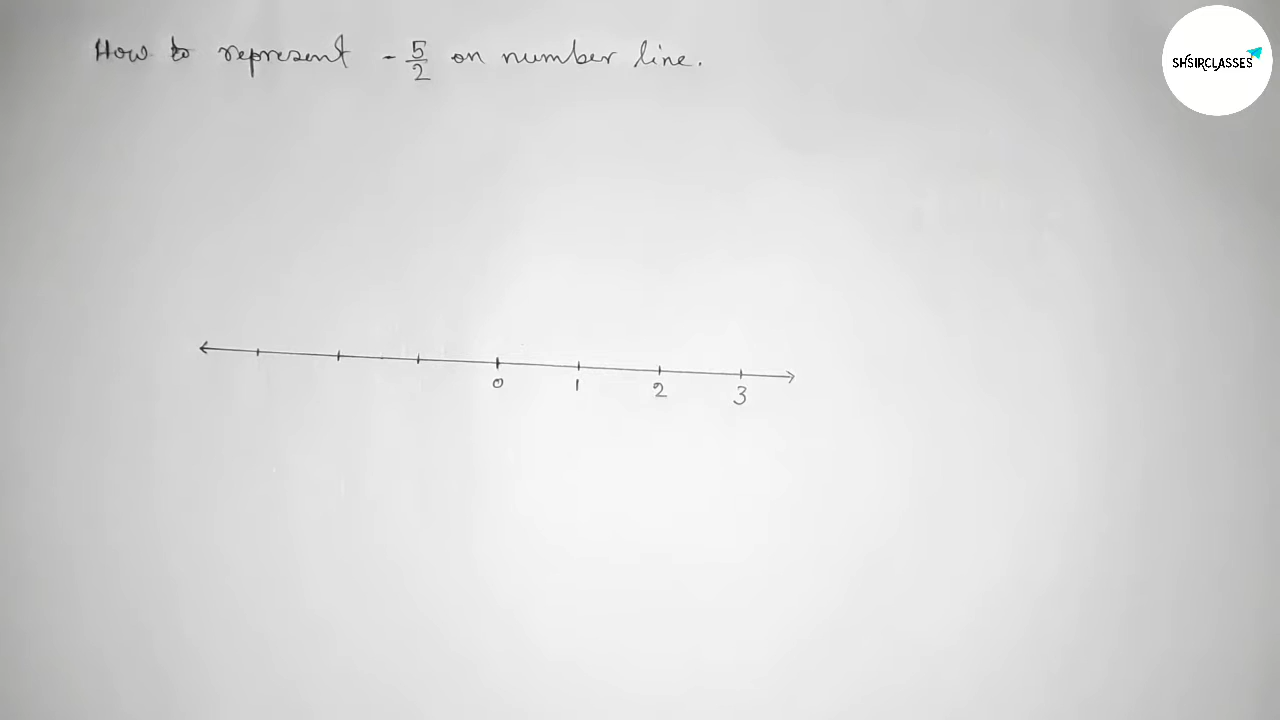 How to represent - 5/2 on number line.
SHSIRCLASSES
0 1 2 3